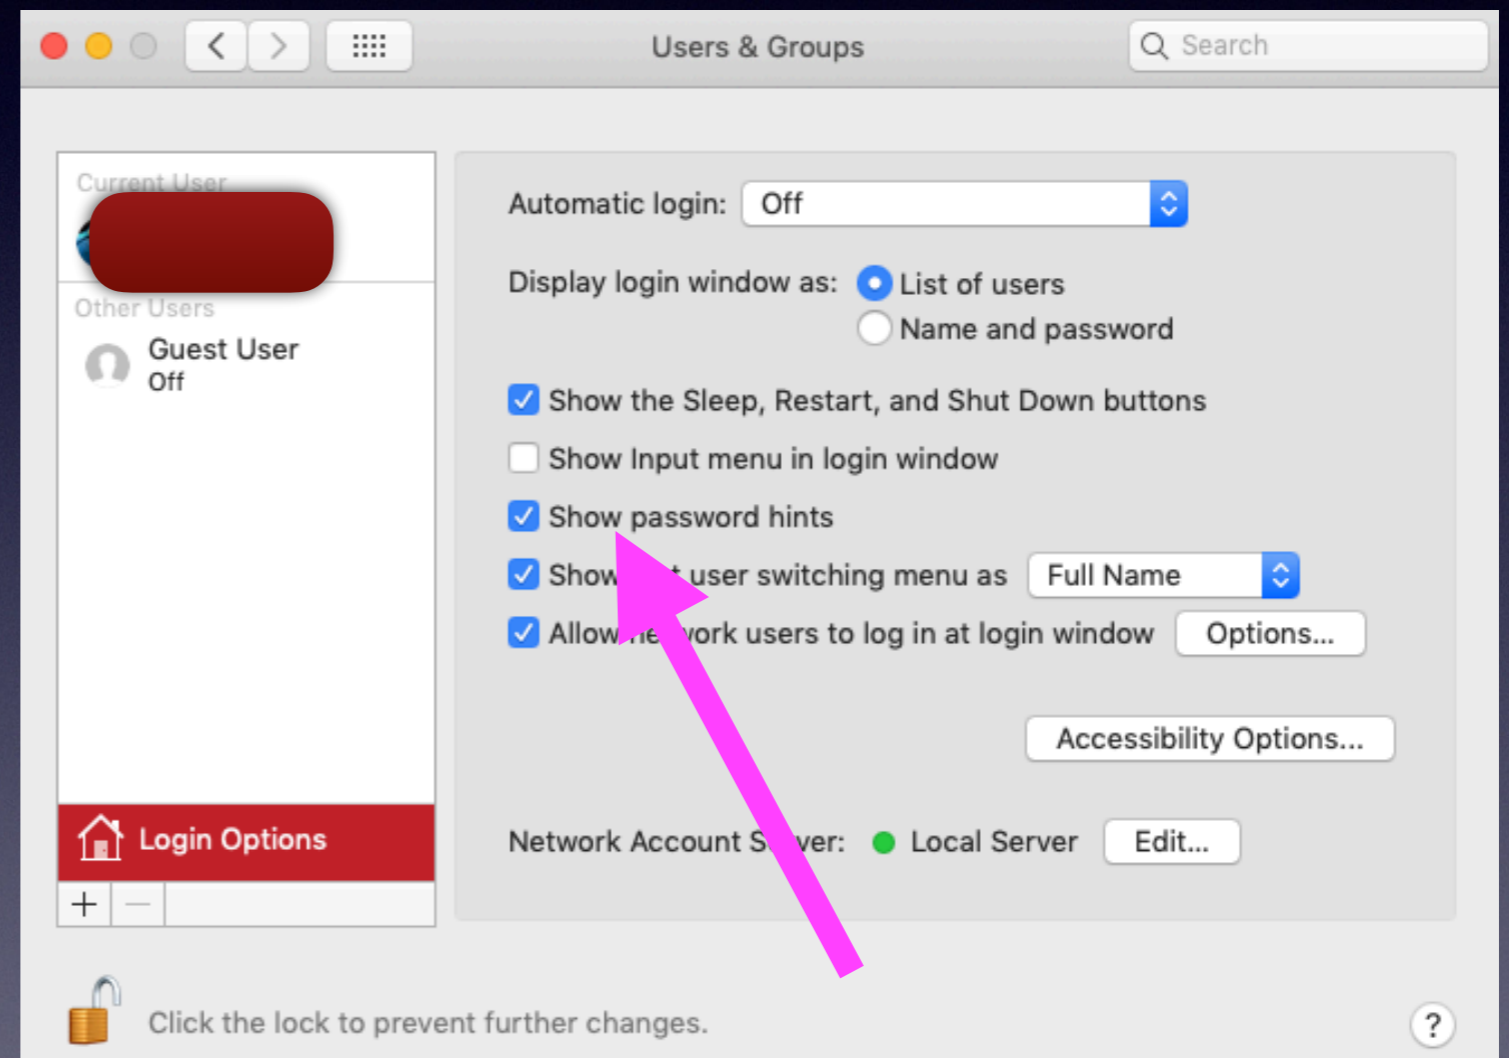 Users & Groups
Search
Current User
Other Users
Guest User
Off
Login Options
Automatic login: Off
Display login window as: List of users
Name and password
Show the Sleep, Restart, and Shut Down buttons
Show Input menu in login window
Show password hints
Show user switching menu as Full Name
Allow network users to log in at login window Options...
Accessibility Options...
Network Account Server: Local Server Edit...
Click the lock to prevent further changes.
?